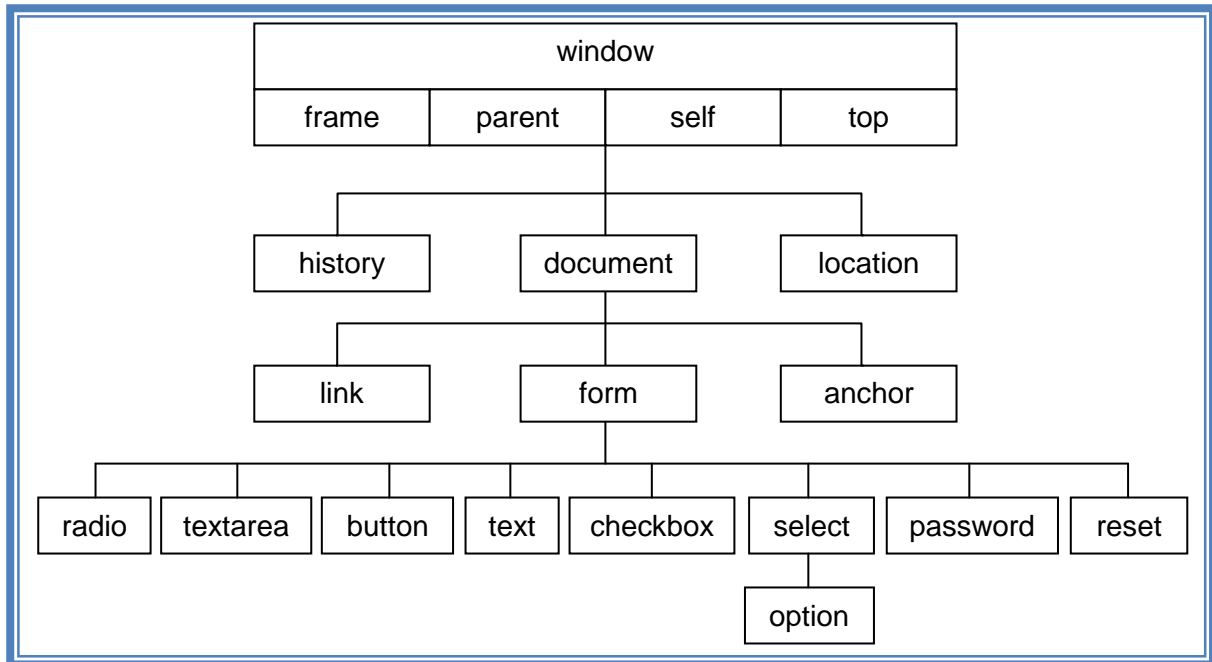 window
frame parent self top
history document location
link form anchor
radio textarea button text checkbox select password reset
option